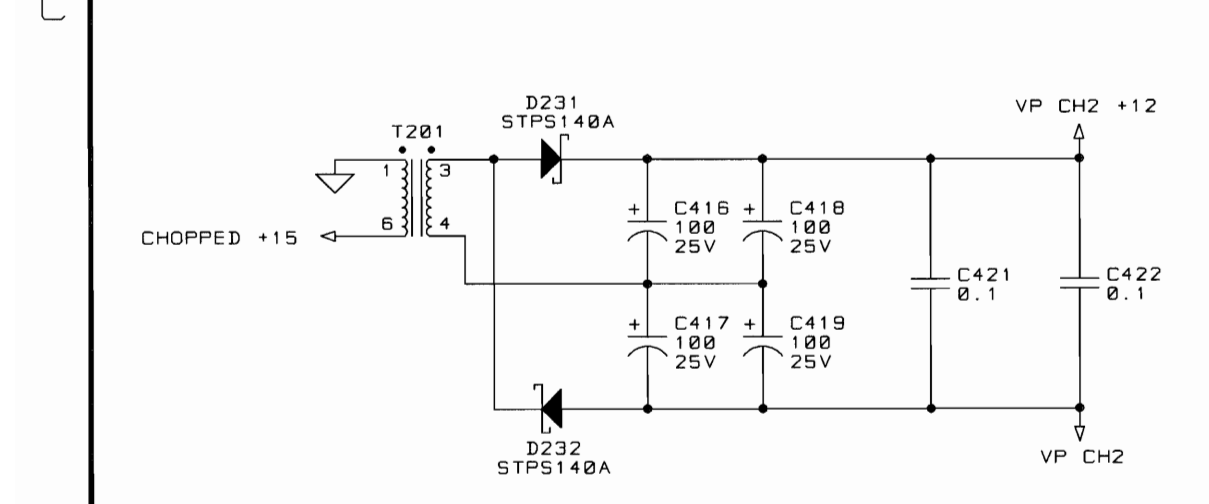 D231
STPS140A
VP CH2 +12
T201
1
3
6
4
CHOPPED +15
+
C416
100
25V
+
C418
100
25V
C421
0.1
C422
0.1
+
C417
100
25V
+
C419
100
25V
D232
STPS140A
VP CH2